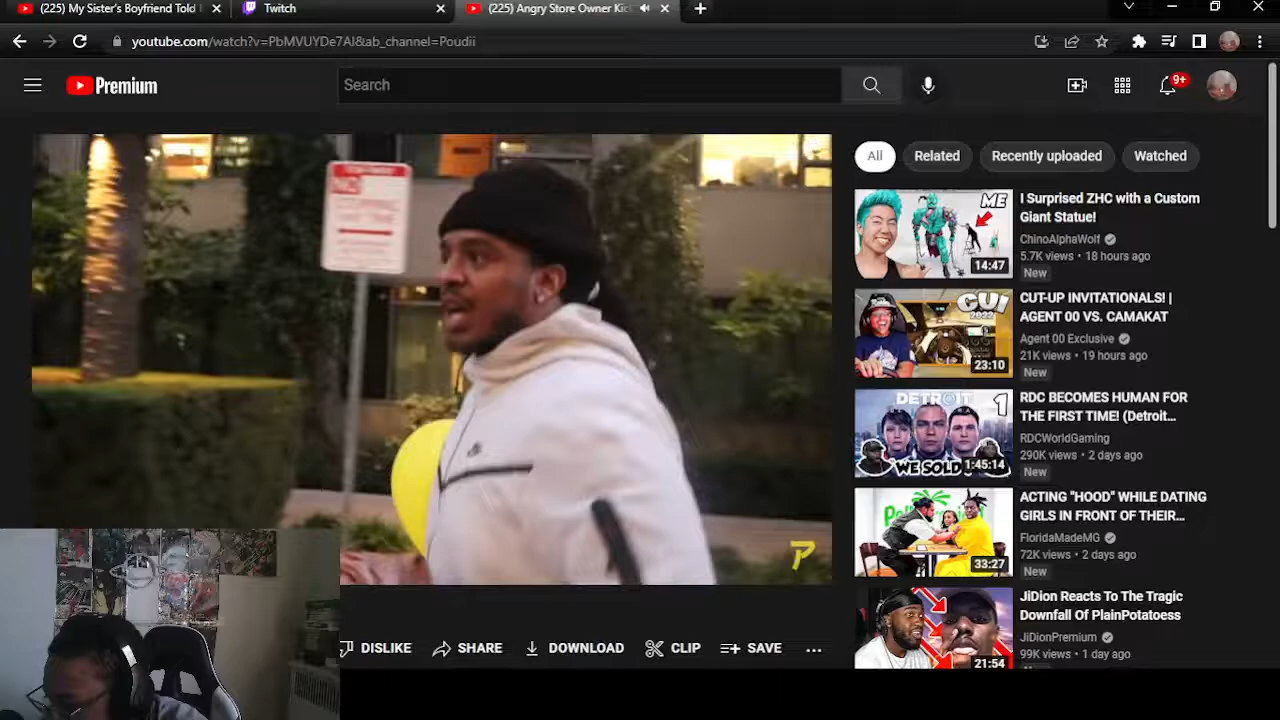 (225) My Sister's Boyfriend Told
Twitch
(225) Angry Store Owner Kic
youtube.com/watch?v=PbMVUYDe7AI&ab_channel=Poudii
Premium
Search
9+
All
Related
Recently uploaded
Watched
NO
P
ME
14:47
I Surprised ZHC with a Custom
Giant Statue!
ChinoAlphaWolf
5.7K views • 18 hours ago
New
CUI
2022
23:10
CUT-UP INVITATIONALS! |
AGENT 00 VS. CAMAKAT
Agent 00 Exclusive
21K views • 19 hours ago
New
DETROIT
1
WE SOLD
1:45:14
RDC BECOMES HUMAN FOR
THE FIRST TIME! (Detroit...
RDCWorldGaming
290K views • 2 days ago
New
33:27
ACTING "HOOD" WHILE DATING
GIRLS IN FRONT OF THEIR...
FloridaMadeMG
72K views • 2 days ago
New
21:54
JiDion Reacts To The Tragic
Downfall Of PlainPotatoess
JiDionPremium
99K views • 1 day ago
DISLIKE
SHARE
DOWNLOAD
CLIP
SAVE
...